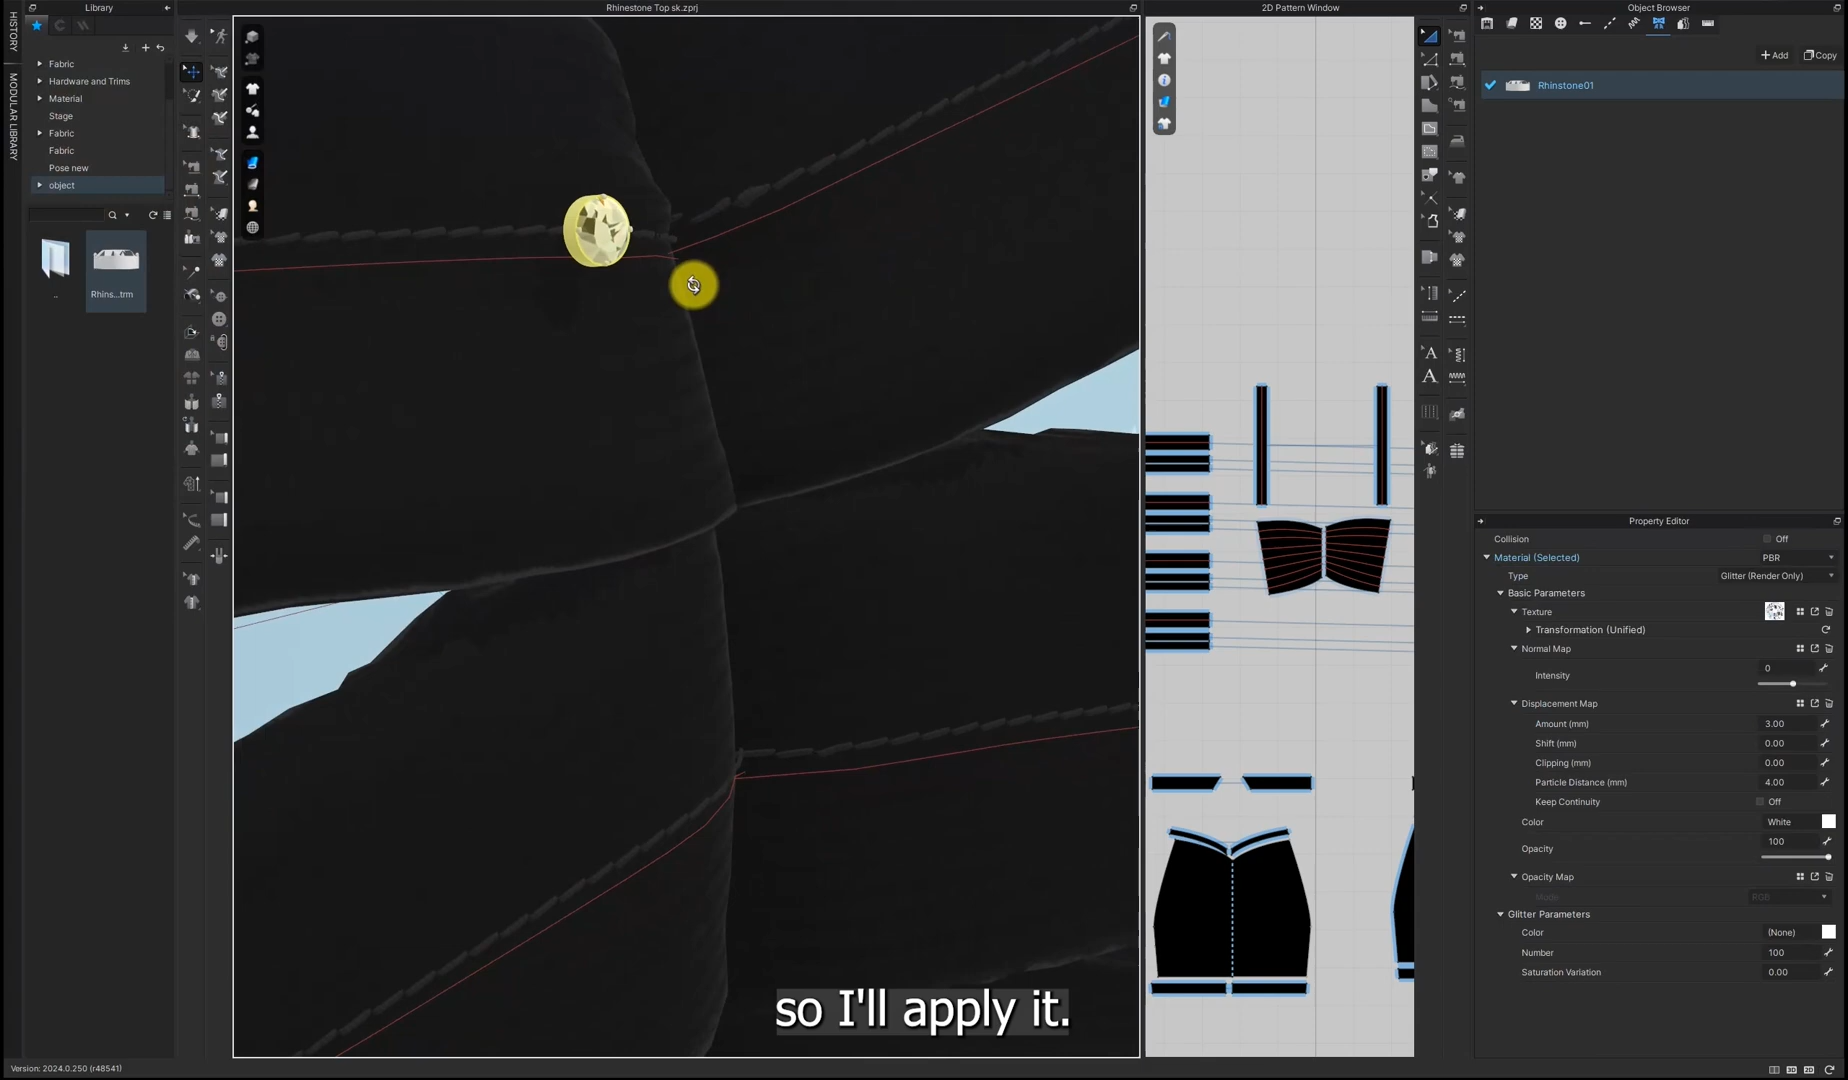 Library
Rhinestone Top sk.zprj
2D Pattern Window
Object Browser
HISTORY
MODULAR LIBRARY
Fabric
Hardware and Trims
Material
Stage
Fabric
Fabric
Pose new
object
..
Rhins...trm
+ Add
Copy
Rhinstone01
A
A
Property Editor
Collision
Off
Material (Selected)
PBR
Type
Glitter (Render Only)
Basic Parameters
Texture
Transformation (Unified)
Normal Map
Intensity
0
Displacement Map
Amount (mm)
3.00
Shift (mm)
0.00
Clipping (mm)
0.00
Particle Distance (mm)
4.00
Keep Continuity
Off
Color
White
Opacity
100
Opacity Map
Mode
RGB
Glitter Parameters
Color
(None)
Number
100
Saturation Variation
0.00
so I'll apply it.
Version: 2024.0.250 (r48541)
3D
2D